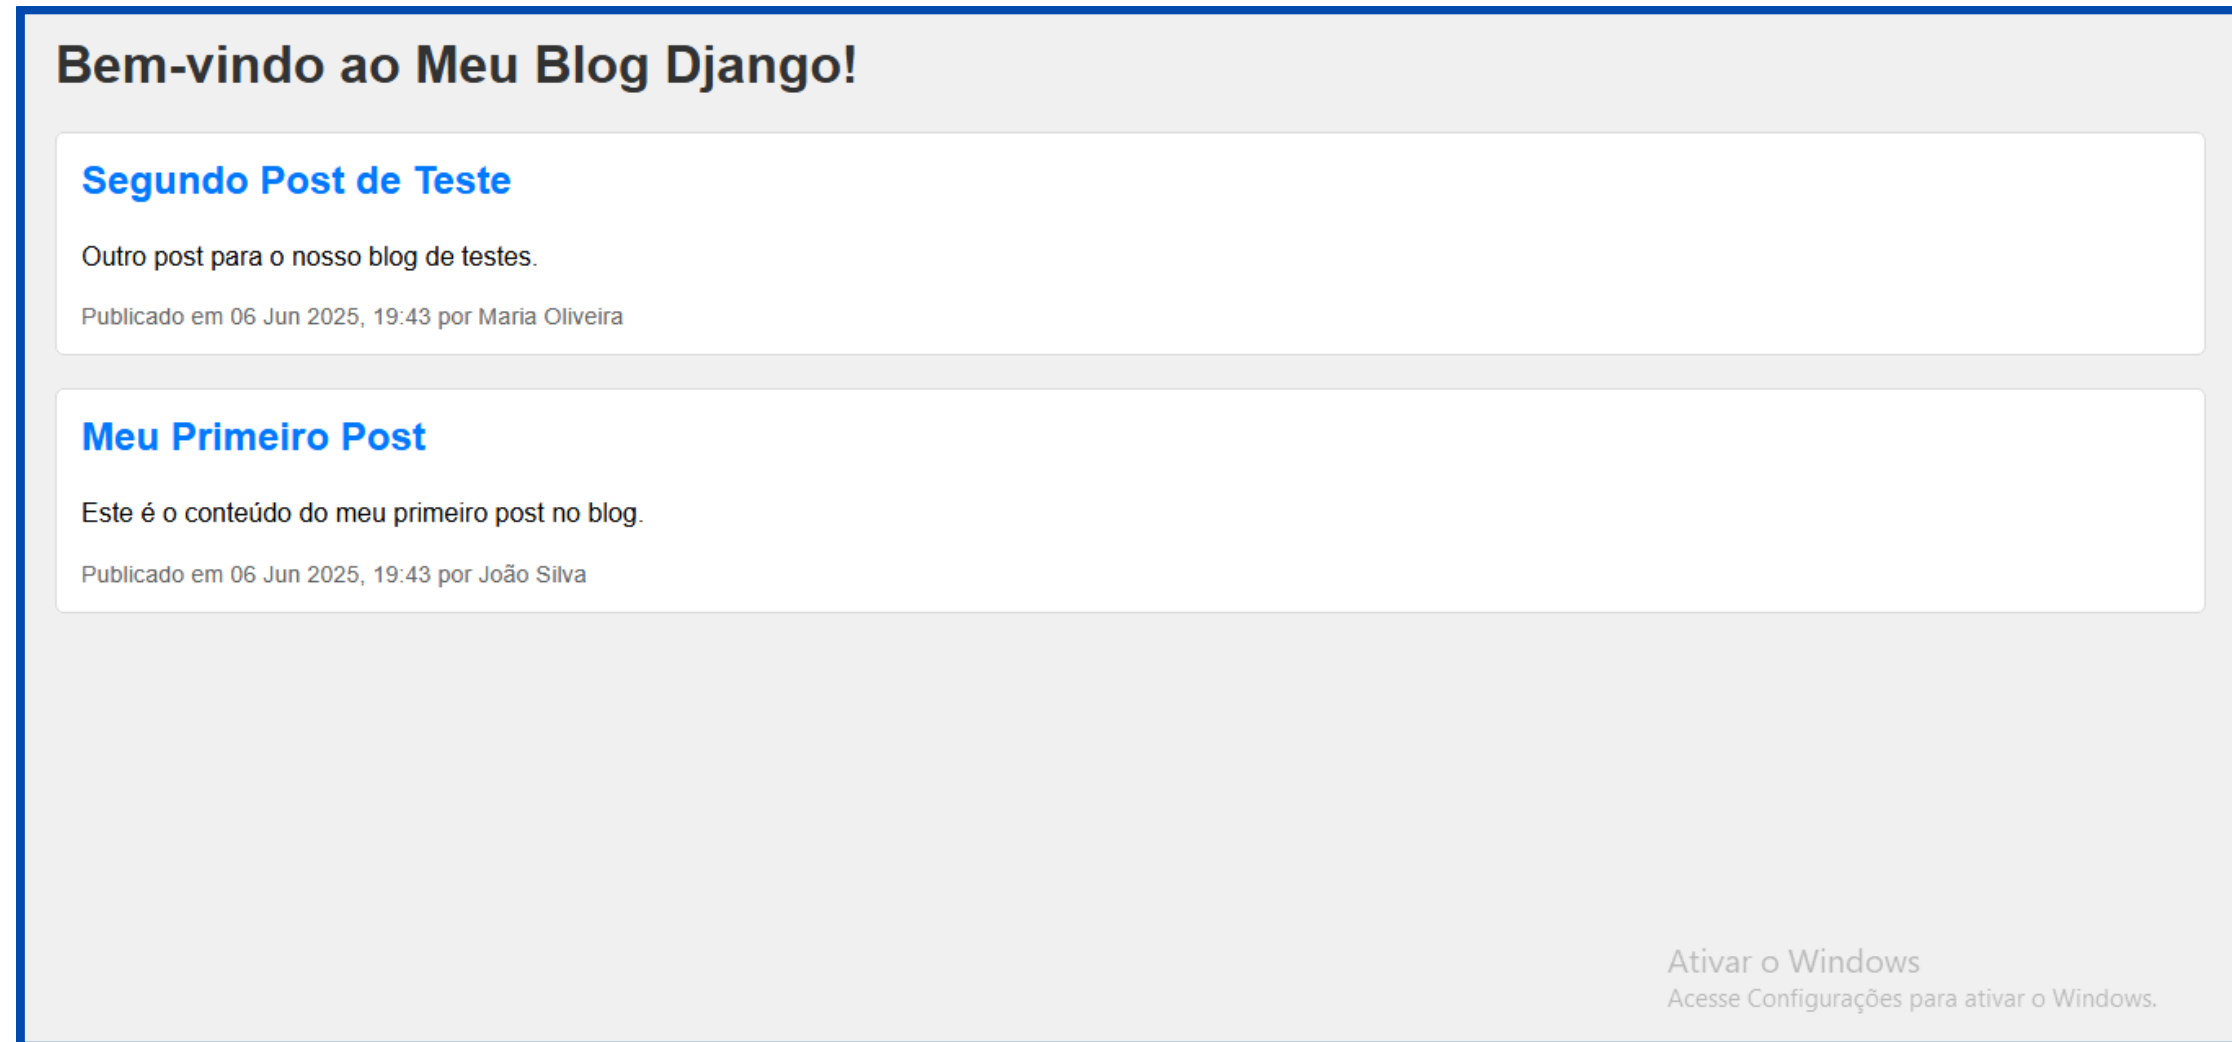 Bem-vindo ao Meu Blog Django!
Segundo Post de Teste
Outro post para o nosso blog de testes.
Publicado em 06 Jun 2025, 19:43 por Maria Oliveira
Meu Primeiro Post
Este é o conteúdo do meu primeiro post no blog.
Publicado em 06 Jun 2025, 19:43 por João Silva
Ativar o Windows
Acesse Configurações para ativar o Windows.